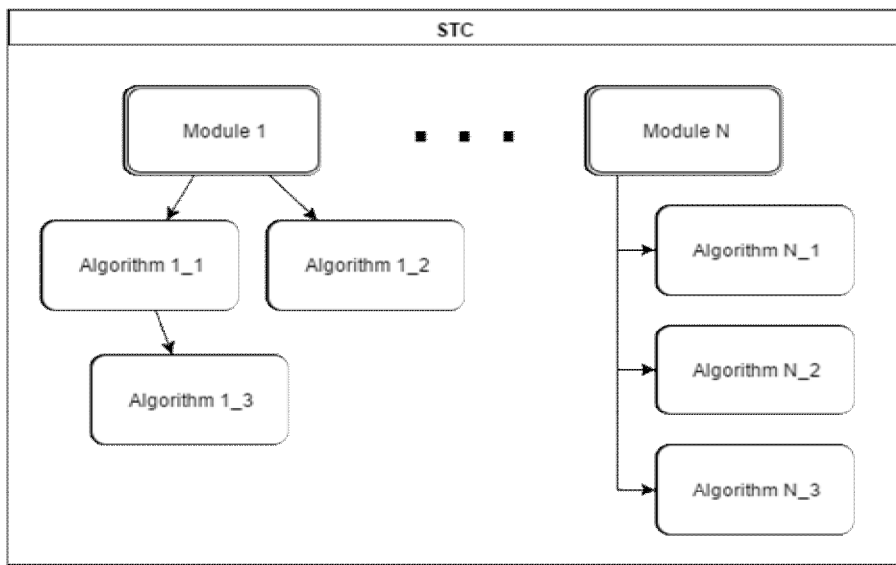 STC
Module 1
Module N
Algorithm 1_1
Algorithm 1_2
Algorithm N_1
Algorithm 1_3
Algorithm N_2
Algorithm N_3